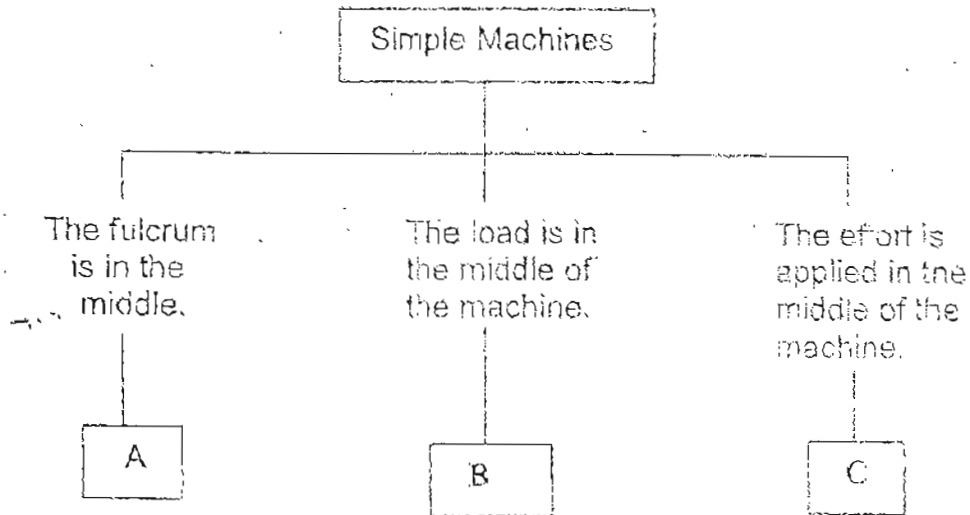 Simple Machines
The fulcrum
is in the
middle.
The load is in
the middle of
the machine.
The effort is
applied in the
middle of the
machine.
A
B
C